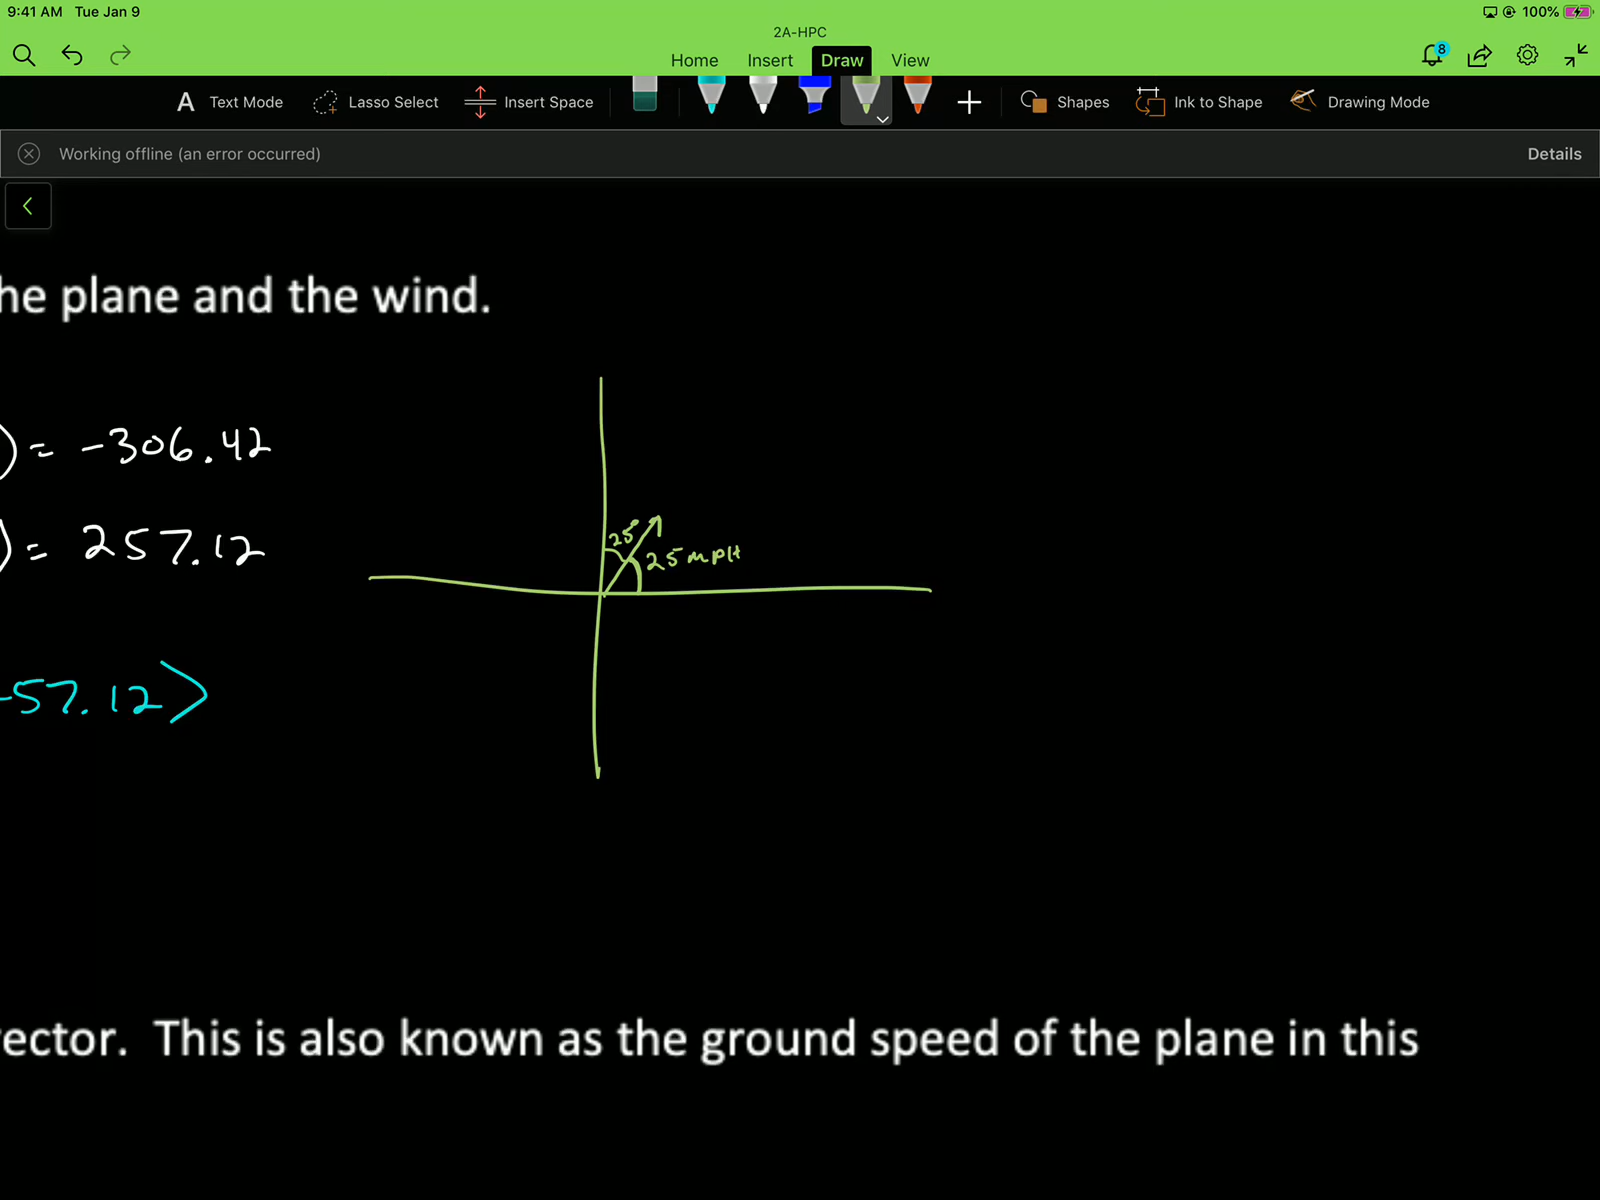 9:41 AM Tue Jan 9
100%
2A-HPC
Home Insert Draw View
8
A Text Mode Lasso Select Insert Space Shapes Ink to Shape Drawing Mode
Working offline (an error occurred) Details
he plane and the wind.
) = -306.42
25°
25 MPH
) = 257.12
57.12>
ector. This is also known as the ground speed of the plane in this